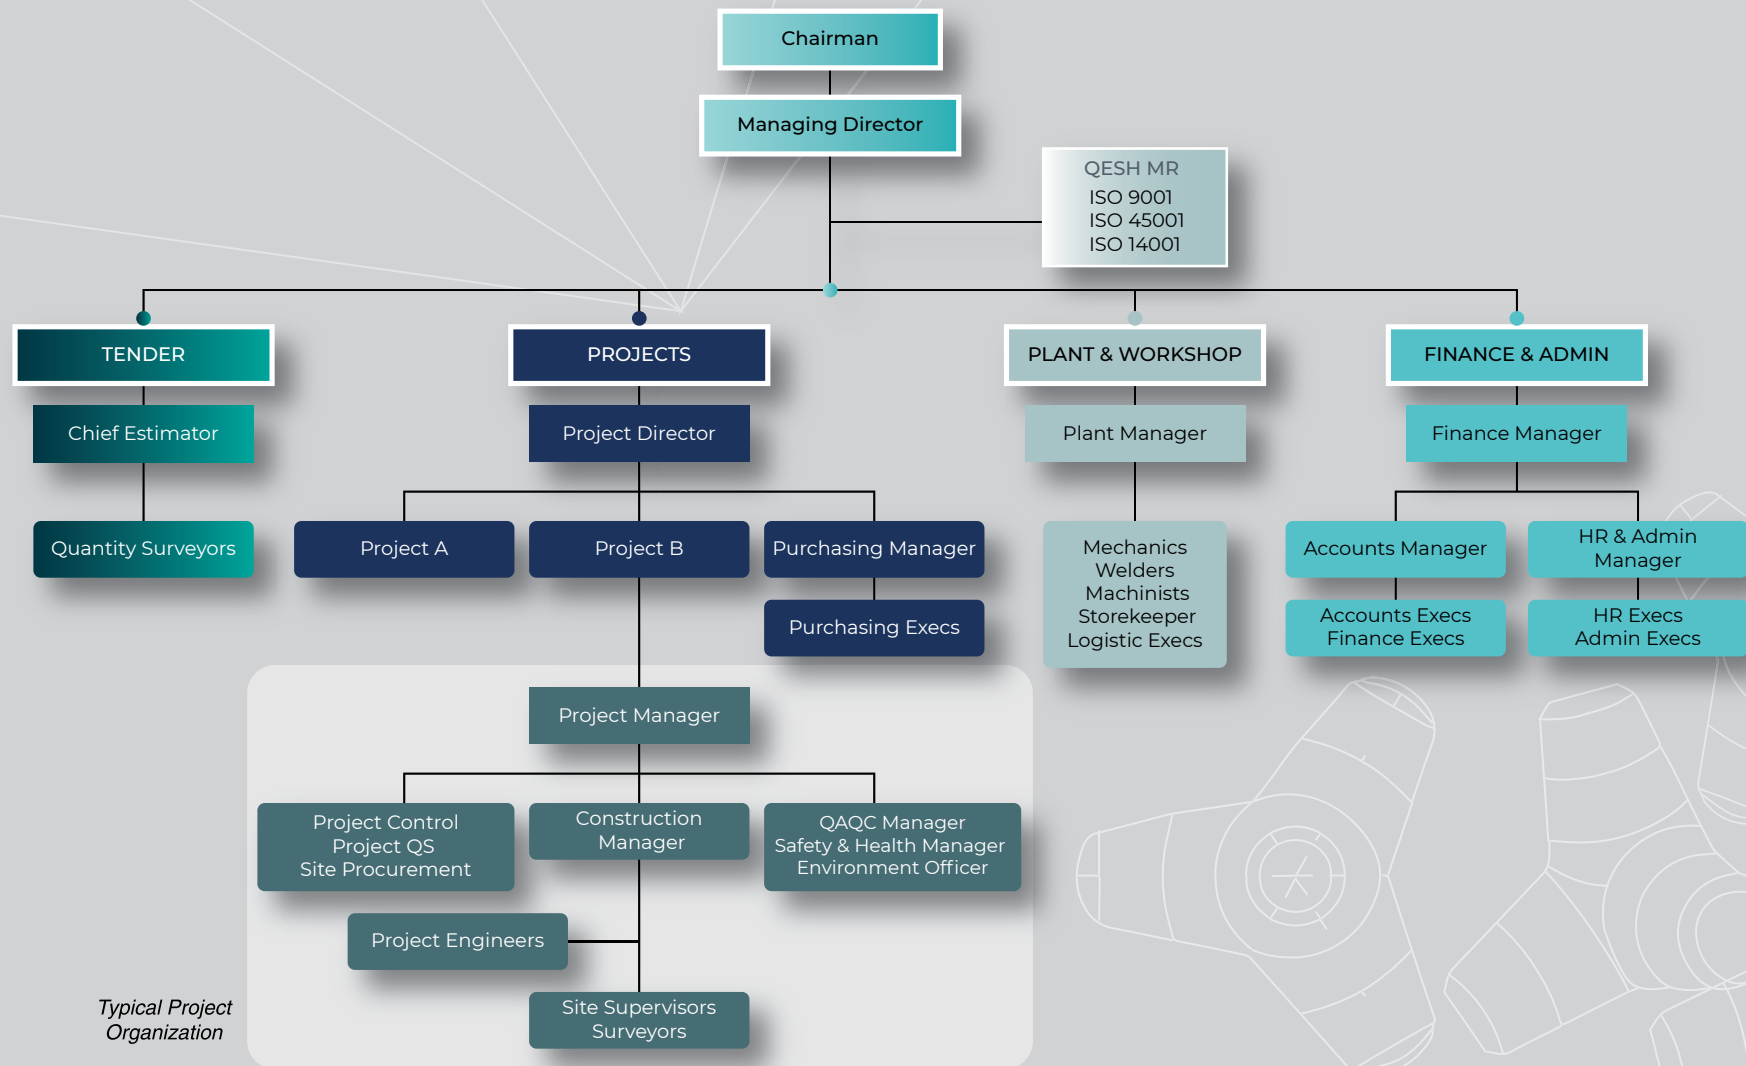 Chairman
Managing Director
QESH MR
ISO 9001
ISO 45001
ISO 14001
TENDER
PROJECTS
PLANT & WORKSHOP
FINANCE & ADMIN
Chief Estimator
Project Director
Plant Manager
Finance Manager
Quantity Surveyors
Project A
Project B
Purchasing Manager
Purchasing Execs
Mechanics
Welders
Machinists
Storekeeper
Logistic Execs
Accounts Manager
HR & Admin
Manager
Accounts Execs
Finance Execs
HR Execs
Admin Execs
Project Manager
Project Control
Project QS
Site Procurement
Construction
Manager
QAQC Manager
Safety & Health Manager
Environment Officer
Project Engineers
Site Supervisors
Surveyors
Typical Project
Organization